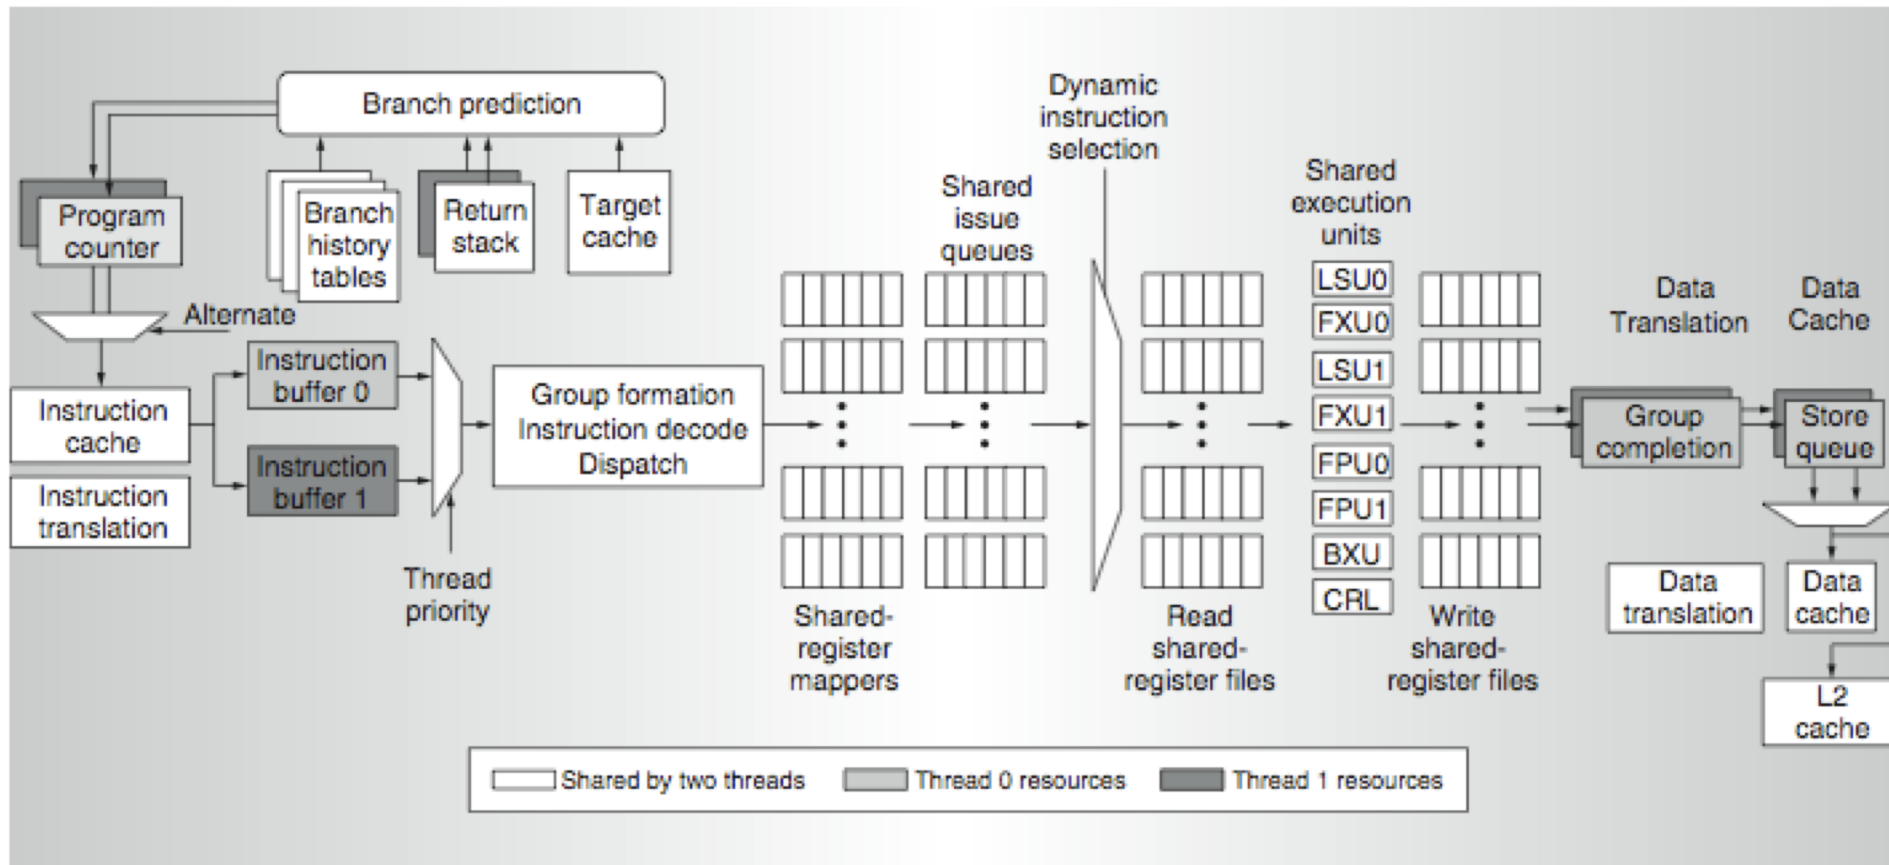 Branch prediction
Program
counter
Branch
history
tables
Return
stack
Target
cache
Alternate
Instruction
cache
Instruction
translation
Instruction
buffer 0
Instruction
buffer 1
Thread
priority
Group formation
Instruction decode
Dispatch
Shared-
register
mappers
Shared
issue
queues
Dynamic
instruction
selection
Read
shared-
register files
Shared
execution
units
LSU0
FXU0
LSU1
FXU1
FPU0
FPU1
BXU
CRL
Write
shared-
register files
Data
Translation
Data
Cache
Group
completion
Store
queue
Data
translation
Data
cache
L2
cache
Shared by two threads
Thread 0 resources
Thread 1 resources